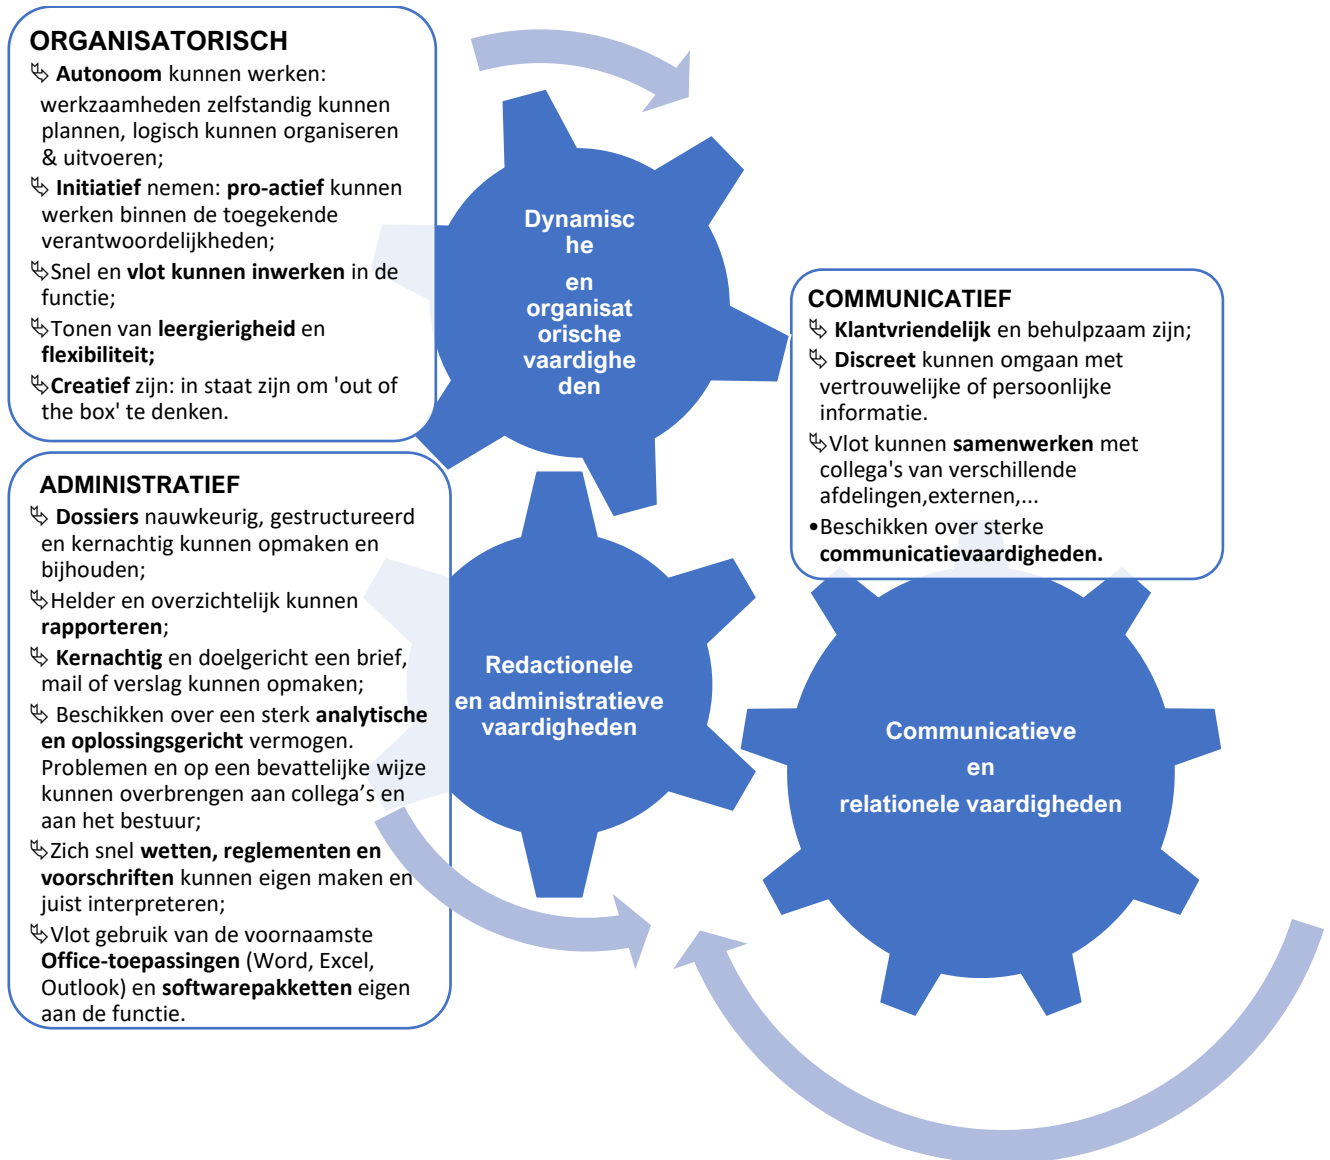 ORGANISATORISCH
Autonoom kunnen werken:
werkzaamheden zelfstandig kunnen
plannen, logisch kunnen organiseren
& uitvoeren;
Initiatief nemen: pro-actief kunnen
werken binnen de toegekende
verantwoordelijkheden;
Snel en vlot kunnen inwerken in de
functie;
Tonen van leergierigheid en
flexibiliteit;
Creatief zijn: in staat zijn om 'out of
the box' te denken.
Dynamisc
he
en
organisat
orische
vaardighe
den
COMMUNICATIEF
Klantvriendelijk en behulpzaam zijn;
Discreet kunnen omgaan met
vertrouwelijke of persoonlijke
informatie.
Vlot kunnen samenwerken met
collega's van verschillende
afdelingen,externen,...
•Beschikken over sterke
communicatievaardigheden.
ADMINISTRATIEF
Dossiers nauwkeurig, gestructureerd
en kernachtig kunnen opmaken en
bijhouden;
Helder en overzichtelijk kunnen
rapporteren;
Kernachtig en doelgericht een brief,
mail of verslag kunnen opmaken;
Beschikken over een sterk analytische
en oplossingsgericht vermogen.
Problemen en op een bevattelijke wijze
kunnen overbrengen aan collega’s en
aan het bestuur;
Zich snel wetten, reglementen en
voorschriften kunnen eigen maken en
juist interpreteren;
Vlot gebruik van de voornaamste
Office-toepassingen (Word, Excel,
Outlook) en softwarepakketten eigen
aan de functie.
Redactionele
en administratieve
vaardigheden
Communicatieve
en
relationele vaardigheden